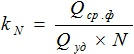 k_N = Q_ср.ф / (Q_уд × N)